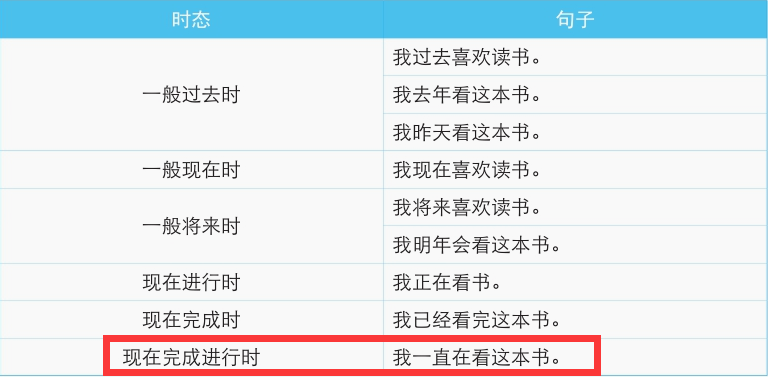 时态 句子
一般过去时 我过去喜欢读书。
我去年看这本书。
我昨天看这本书。
一般现在时 我现在喜欢读书。
一般将来时 我将来喜欢读书。
我明年会看这本书。
现在进行时 我正在看书。
现在完成时 我已经看完这本书。
现在完成进行时 我一直在看这本书。